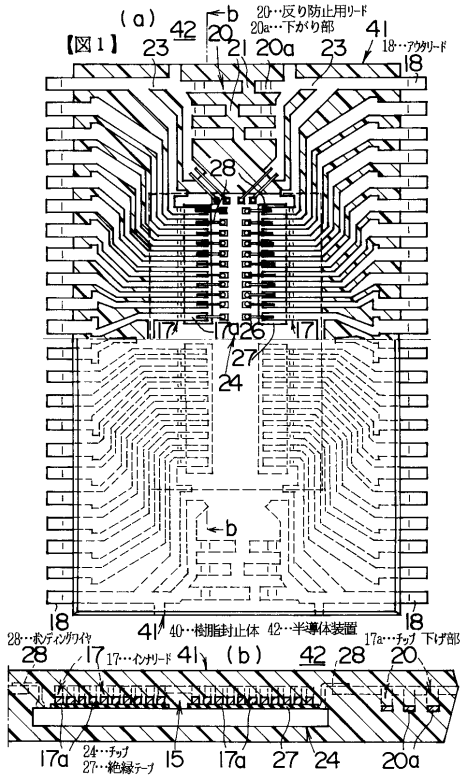 (a)
b
20…反り防止用リード
20a…下がり部
【図1】
42
20
21
20a
41
18…アウタリード
23
23
18
18
28
17
17a
26
17
27
24
b
18
18
41
40…樹脂封止体
42…半導体装置
17a…チップ 下げ部
28…ボンディングワイヤ
17…インナリード
28
17
41
(b)
42
28
20
17a
15
17a
27
24
20a
24…チップ
27…絶縁テープ